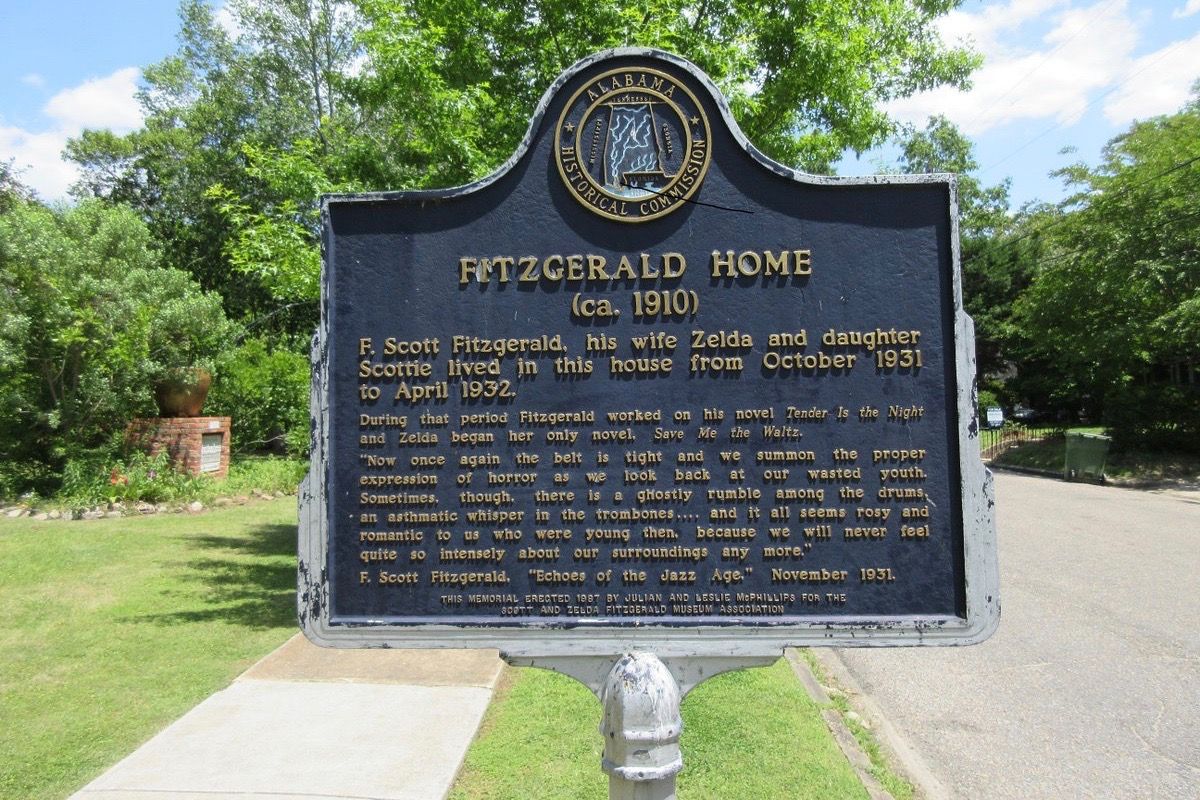 ALABAMA
HISTORICAL COMMISSION
TENNESSEE
MISSISSIPPI
GEORGIA
FLORIDA
FITZGERALD HOME
(ca. 1910)
F. Scott Fitzgerald, his wife Zelda and daughter
Scottie lived in this house from October 1931
to April 1932.
During that period Fitzgerald worked on his novel Tender Is the Night
and Zelda began her only novel, Save Me the Waltz.
"Now once again the belt is tight and we summon the proper
expression of horror as we look back at our wasted youth.
Sometimes, though, there is a ghostly rumble among the drums,
an asthmatic whisper in the trombones.... and it all seems rosy and
romantic to us who were young then, because we will never feel
quite so intensely about our surroundings any more."
F. Scott Fitzgerald, "Echoes of the Jazz Age," November 1931.
THIS MEMORIAL ERECTED 1987 BY JULIAN AND LESLIE McPHILLIPS FOR THE
SCOTT AND ZELDA FITZGERALD MUSEUM ASSOCIATION